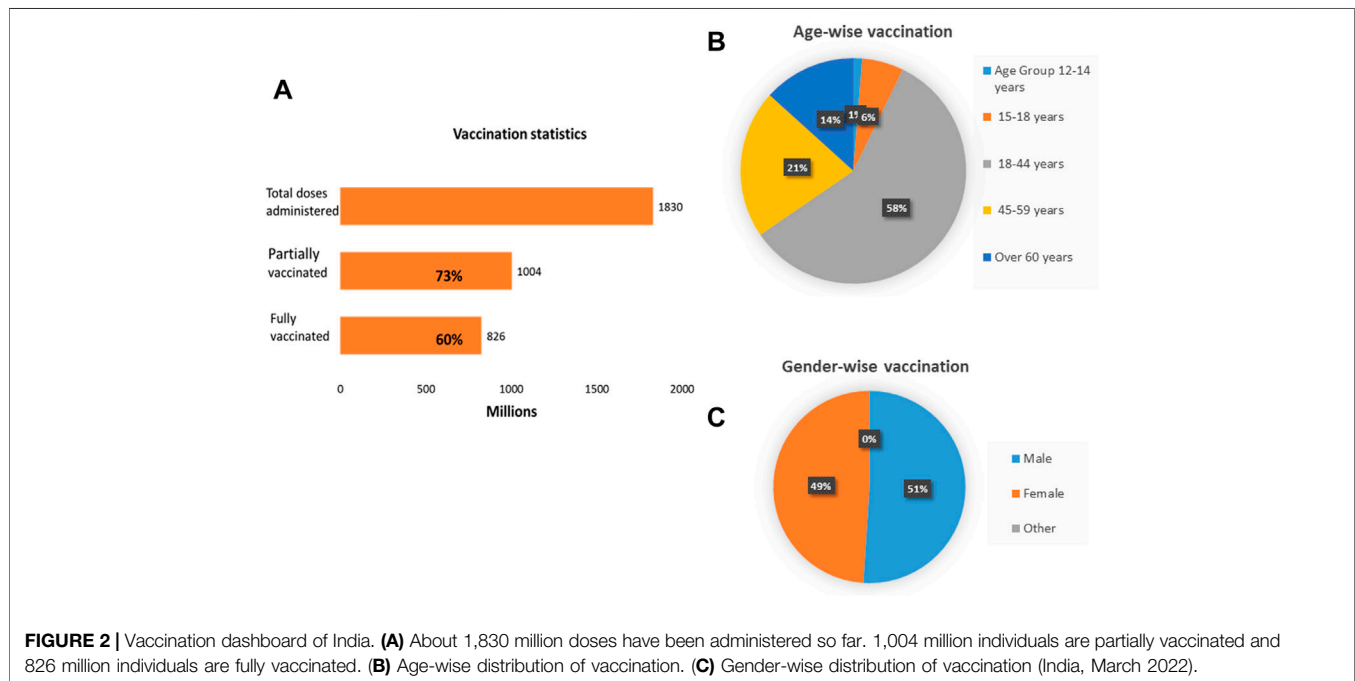 A
Vaccination statistics
Total doses
administered
1830
Partially
vaccinated
73%
1004
Fully
vaccinated
60%
826
0 500 1000 1500 2000
Millions
B
Age-wise vaccination
14%
6%
21%
58%
Age Group 12-14
years
15-18 years
18-44 years
45-59 years
Over 60 years
C
Gender-wise vaccination
0%
49%
51%
Male
Female
Other
FIGURE 2 | Vaccination dashboard of India. (A) About 1,830 million doses have been administered so far. 1,004 million individuals are partially vaccinated and
826 million individuals are fully vaccinated. (B) Age-wise distribution of vaccination. (C) Gender-wise distribution of vaccination (India, March 2022).